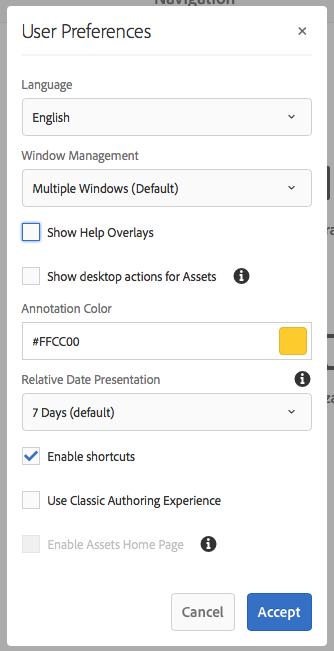 Navigation
User Preferences
Language
English
Window Management
Multiple Windows (Default)
Show Help Overlays
Show desktop actions for Assets
Annotation Color
#FFCC00
Relative Date Presentation
7 Days (default)
Enable shortcuts
Use Classic Authoring Experience
Enable Assets Home Page
Cancel
Accept